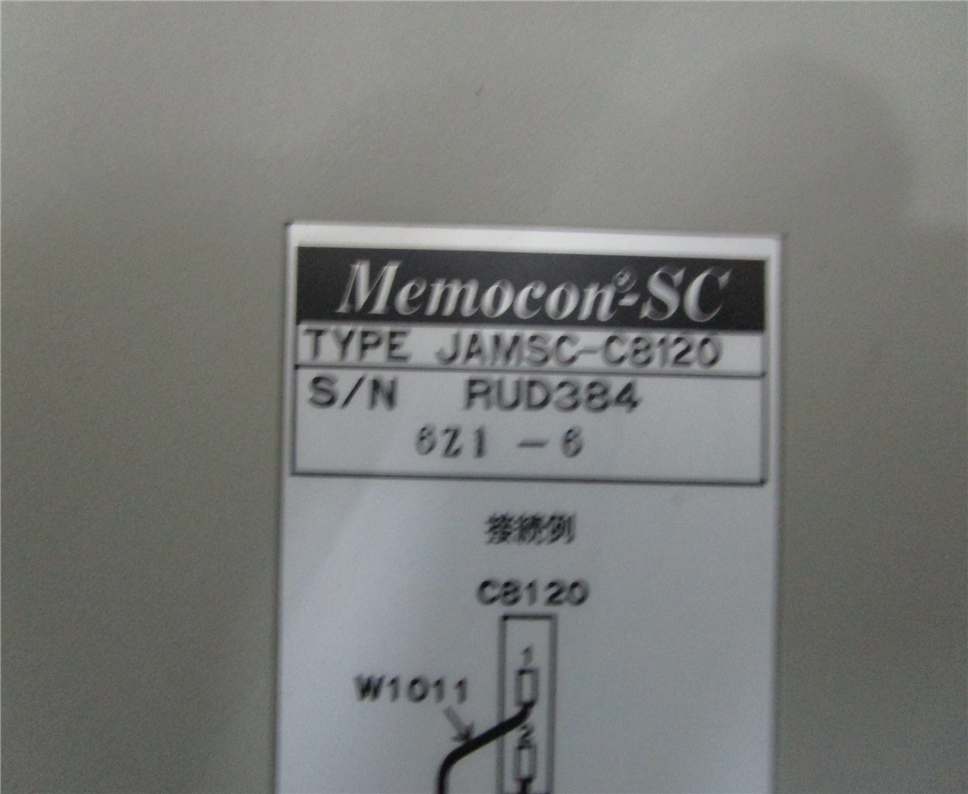 Memocon®-SC
TYPE JAMSC-C8120
S/N RUD384
6Z1-6
接続例
C8120
1
W1011
2